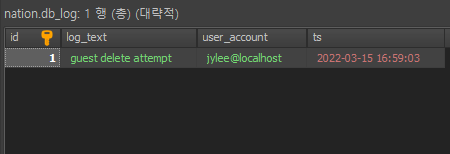 nation.db_log: 1 행 (총) (대략적)
id log_text user_account ts
1 guest delete attempt jylee@localhost 2022-03-15 16:59:03